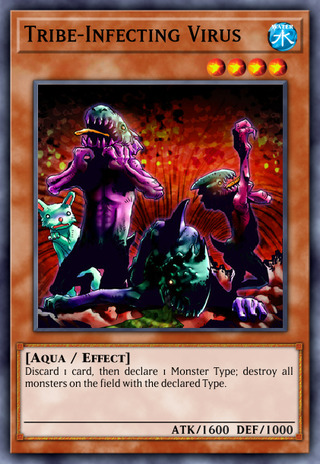 Tribe-Infecting Virus
WATER
水
[Aqua / Effect]
Discard 1 card, then declare 1 Monster Type; destroy all
monsters on the field with the declared Type.
ATK/1600 DEF/1000